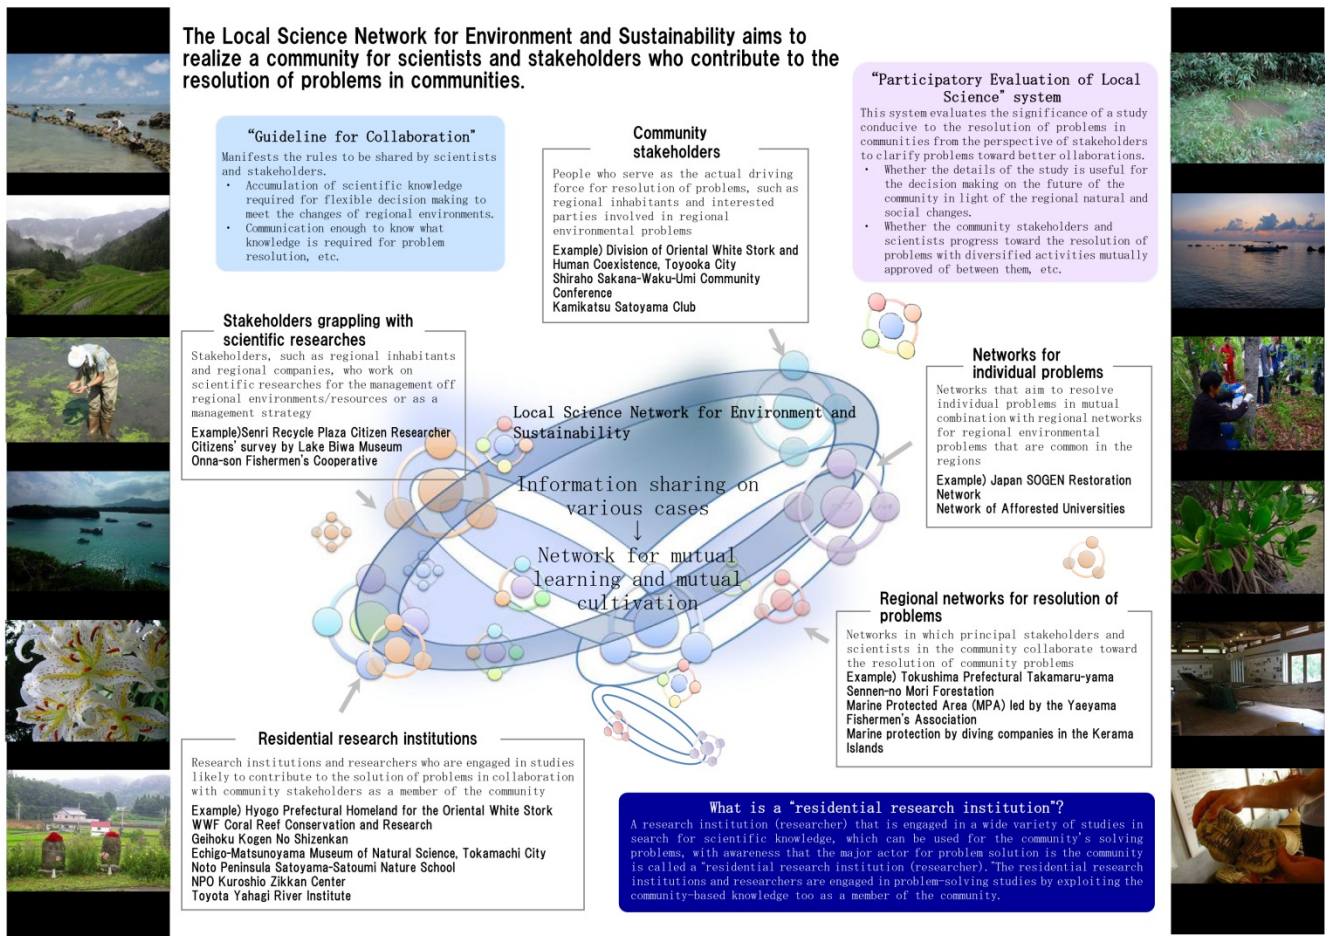 The Local Science Network for Environment and Sustainability aims to
realize a community for scientists and stakeholders who contribute to the
resolution of problems in communities.
“Guideline for Collaboration”
Manifests the rules to be shared by scientists
and stakeholders.
・ Accumulation of scientific knowledge
required for flexible decision making to
meet the changes of regional environments.
・ Communication enough to know what
knowledge is required for problem
resolution, etc.
Community
stakeholders
People who serve as the actual driving
force for resolution of problems, such as
regional inhabitants and interested
parties involved in regional
environmental problems
Example) Division of Oriental White Stork and
Human Coexistence, Toyooka City
Shiraho Sakana-Waku-Umi Community
Conference
Kamikatsu Satoyama Club
“Participatory Evaluation of Local
Science” system
This system evaluates the significance of a study
conducive to the resolution of problems in
communities from the perspective of stakeholders
to clarify problems toward better ollaborations.
・ Whether the details of the study is useful for
the decision making on the future of the
community in light of the regional natural and
social changes.
・ Whether the community stakeholders and
scientists progress toward the resolution of
problems with diversified activities mutually
approved of between them, etc.
Stakeholders grappling with
scientific researches
Stakeholders, such as regional inhabitants
and regional companies, who work on
scientific researches for the management off
regional environments/resources or as a
management strategy
Example)Senri Recycle Plaza Citizen Researcher
Citizens’ survey by Lake Biwa Museum
Onna-son Fishermen’s Cooperative
Local Science Network for Environment and
Sustainability
Information sharing on
various cases
↓
Network for mutual
learning and mutual
cultivation
Networks for
individual problems
Networks that aim to resolve
individual problems in mutual
combination with regional networks
for regional environmental
problems that are common in the
regions
Example) Japan SOGEN Restoration
Network
Network of Afforested Universities
Regional networks for resolution of
problems
Networks in which principal stakeholders and
scientists in the community collaborate toward
the resolution of community problems
Example) Tokushima Prefectural Takamaru-yama
Sennen-no Mori Forestation
Marine Protected Area (MPA) led by the Yaeyama
Fishermen’s Association
Marine protection by diving companies in the Kerama
Islands
Residential research institutions
Research institutions and researchers who are engaged in studies
likely to contribute to the solution of problems in collaboration
with community stakeholders as a member of the community
Example) Hyogo Prefectural Homeland for the Oriental White Stork
WWF Coral Reef Conservation and Research
Geihoku Kogen No Shizenkan
Echigo-Matsunoyama Museum of Natural Science, Tokamachi City
Noto Peninsula Satoyama-Satoumi Nature School
NPO Kuroshio Zikkan Center
Toyota Yahagi River Institute
What is a “residential research institution”?
A research institution (researcher) that is engaged in a wide variety of studies in
search for scientific knowledge, which can be used for the community’s solving
problems, with awareness that the major actor for problem solution is the community
is called a “residential research institution (researcher).”The residential research
institutions and researchers are engaged in problem-solving studies by exploiting the
community-based knowledge too as a member of the community.